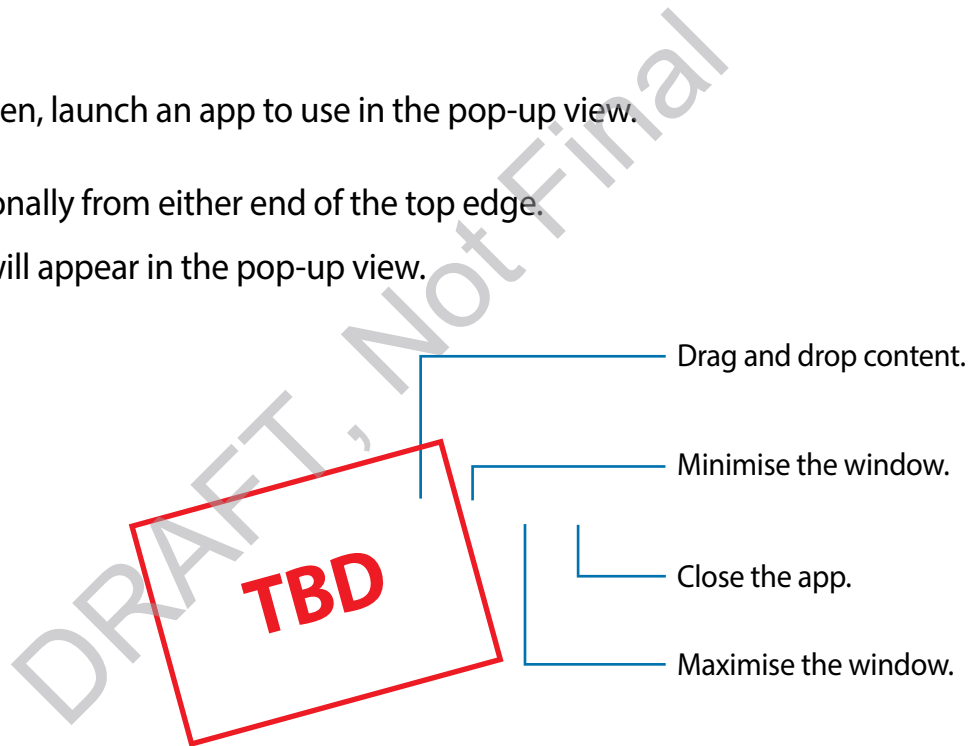 en, launch an app to use in the pop-up view.
onally from either end of the top edge.
will appear in the pop-up view.
Drag and drop content.
Minimise the window.
Close the app.
Maximise the window.
TBD
DRAFT, Not Final